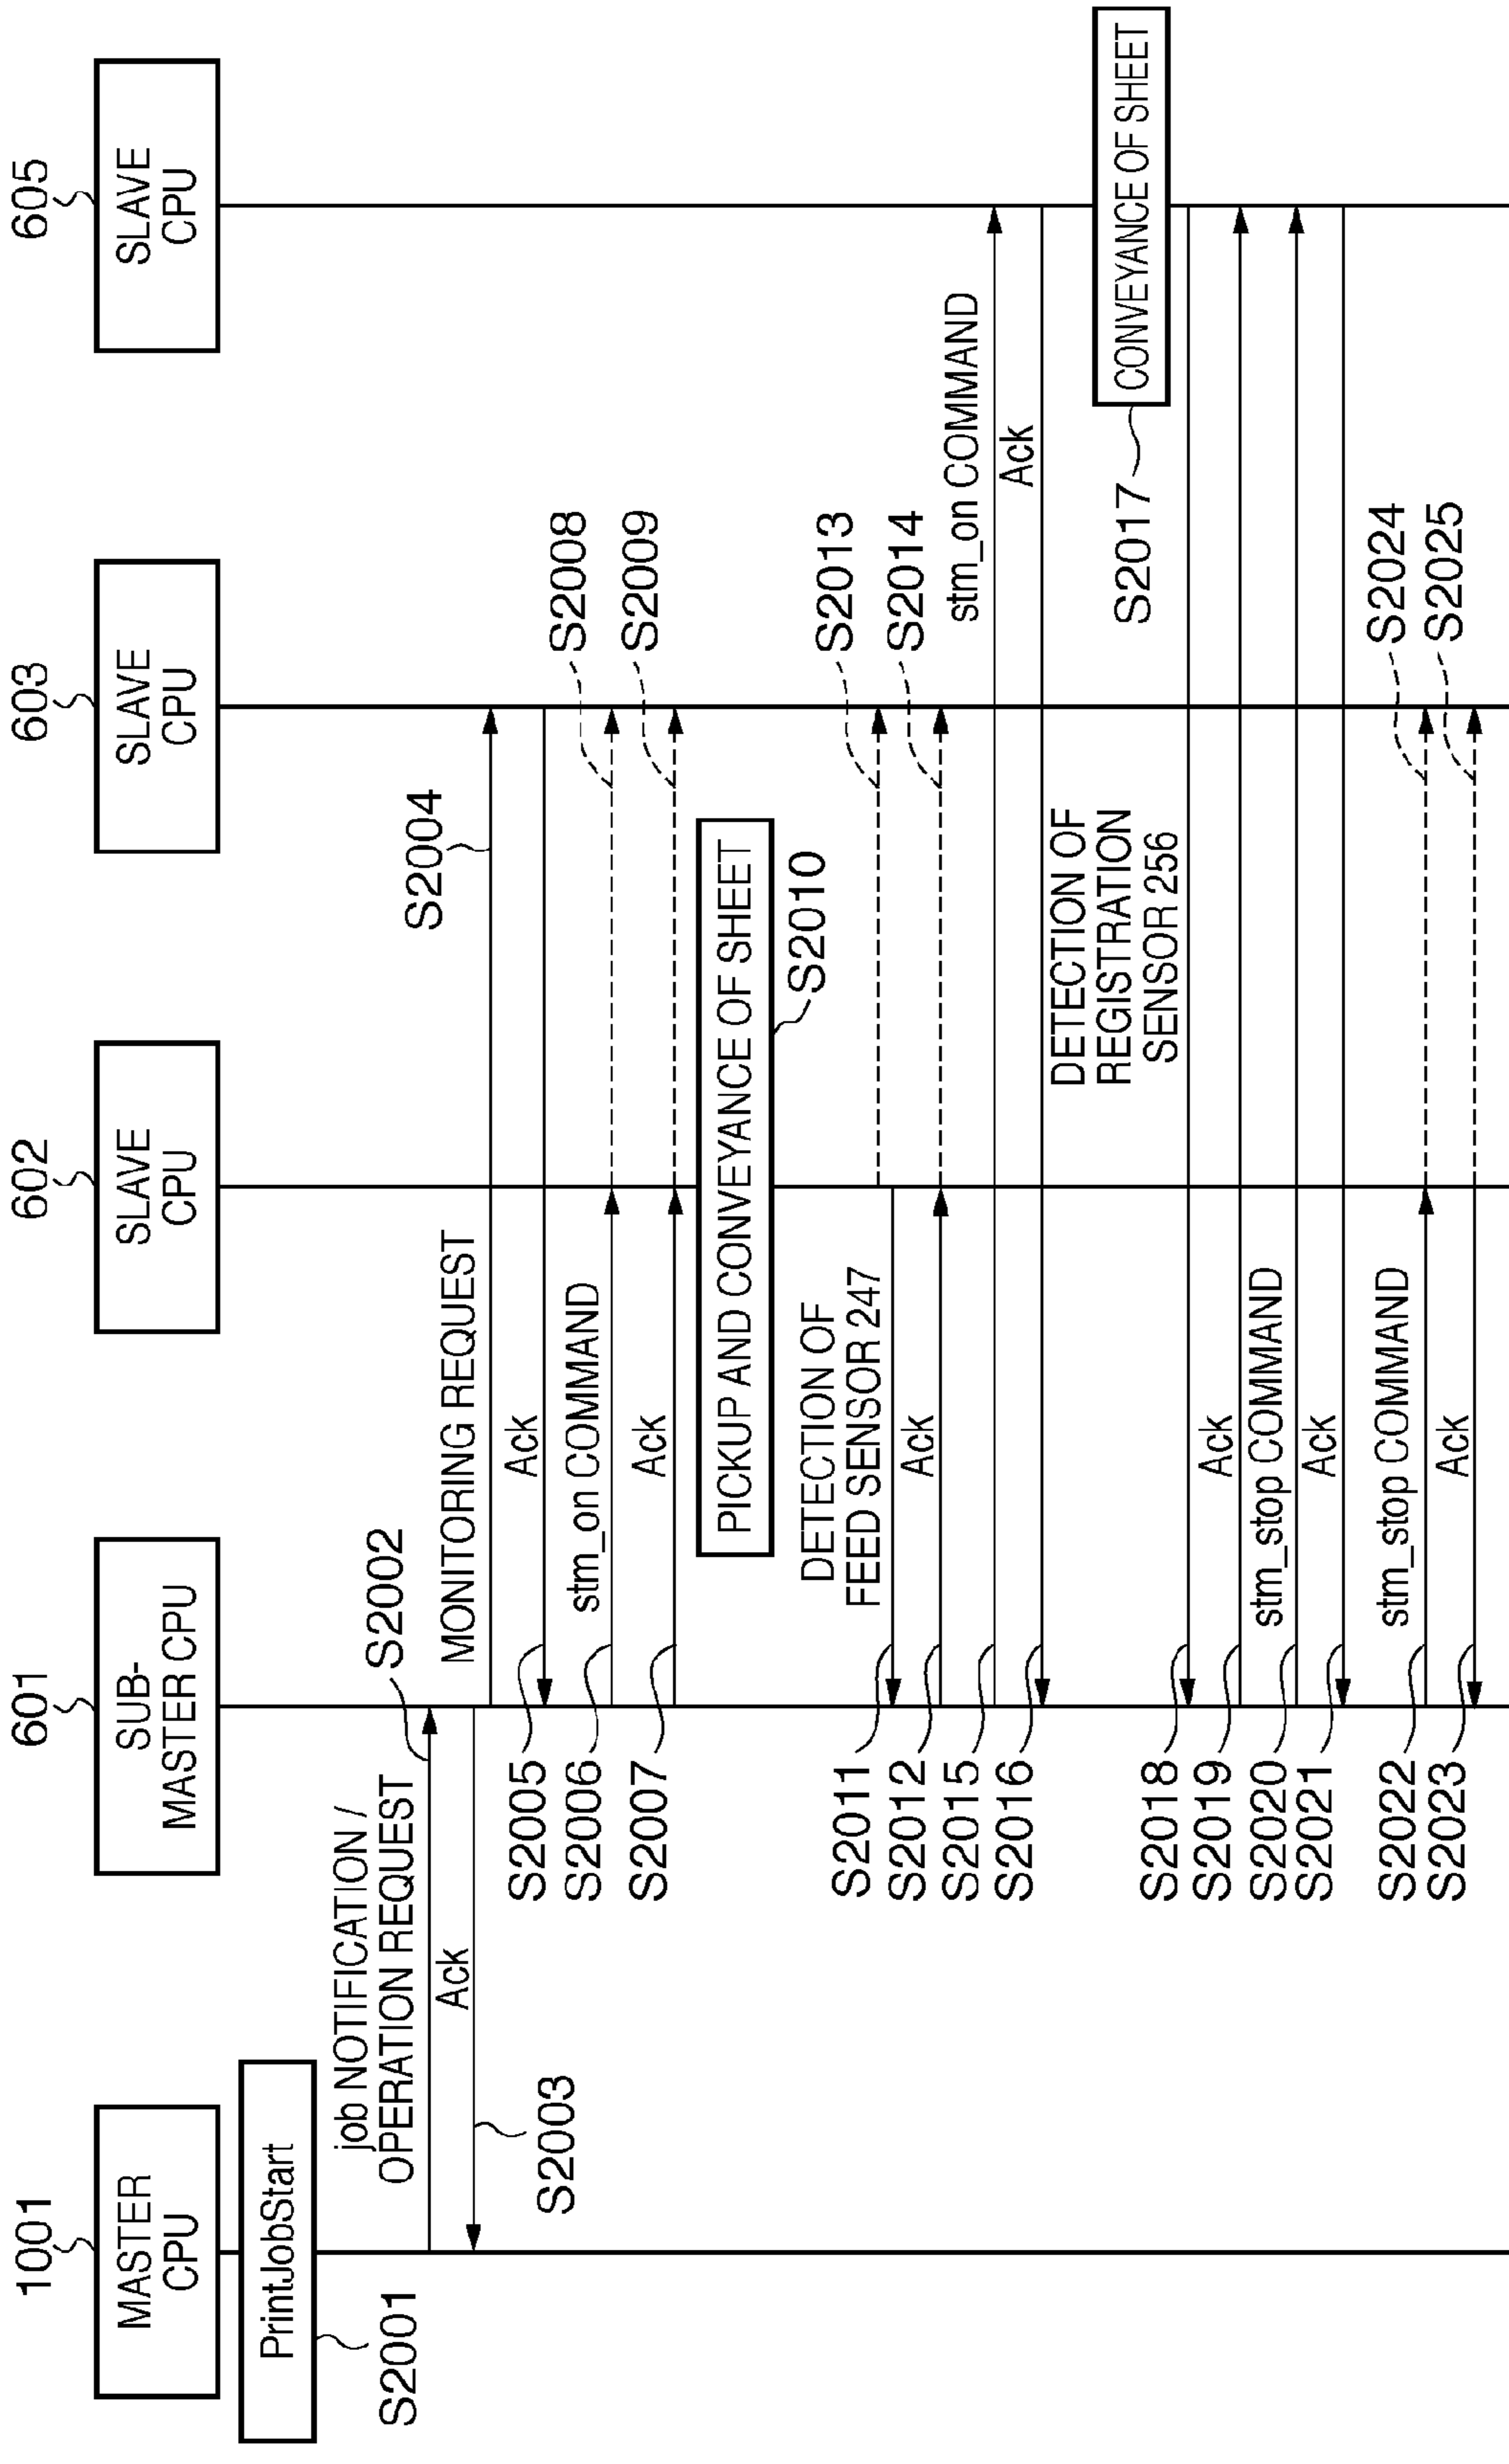 1001
MASTER
CPU
601
SUB-
MASTER CPU
602
SLAVE
CPU
603
SLAVE
CPU
605
SLAVE
CPU
PrintJobStart
S2001
job NOTIFICATION /
OPERATION REQUEST
S2002
Ack
S2003
MONITORING REQUEST
S2004
Ack
S2005
stm_on COMMAND
S2006
S2008
Ack
S2007
S2009
PICKUP AND CONVEYANCE OF SHEET
S2010
DETECTION OF
FEED SENSOR 247
S2011
S2013
Ack
S2012
S2014
stm_on COMMAND
S2015
Ack
S2016
CONVEYANCE OF SHEET
S2017
DETECTION OF
REGISTRATION
SENSOR 256
S2018
Ack
S2019
stm_stop COMMAND
S2020
Ack
S2021
stm_stop COMMAND
S2022
S2024
Ack
S2023
S2025